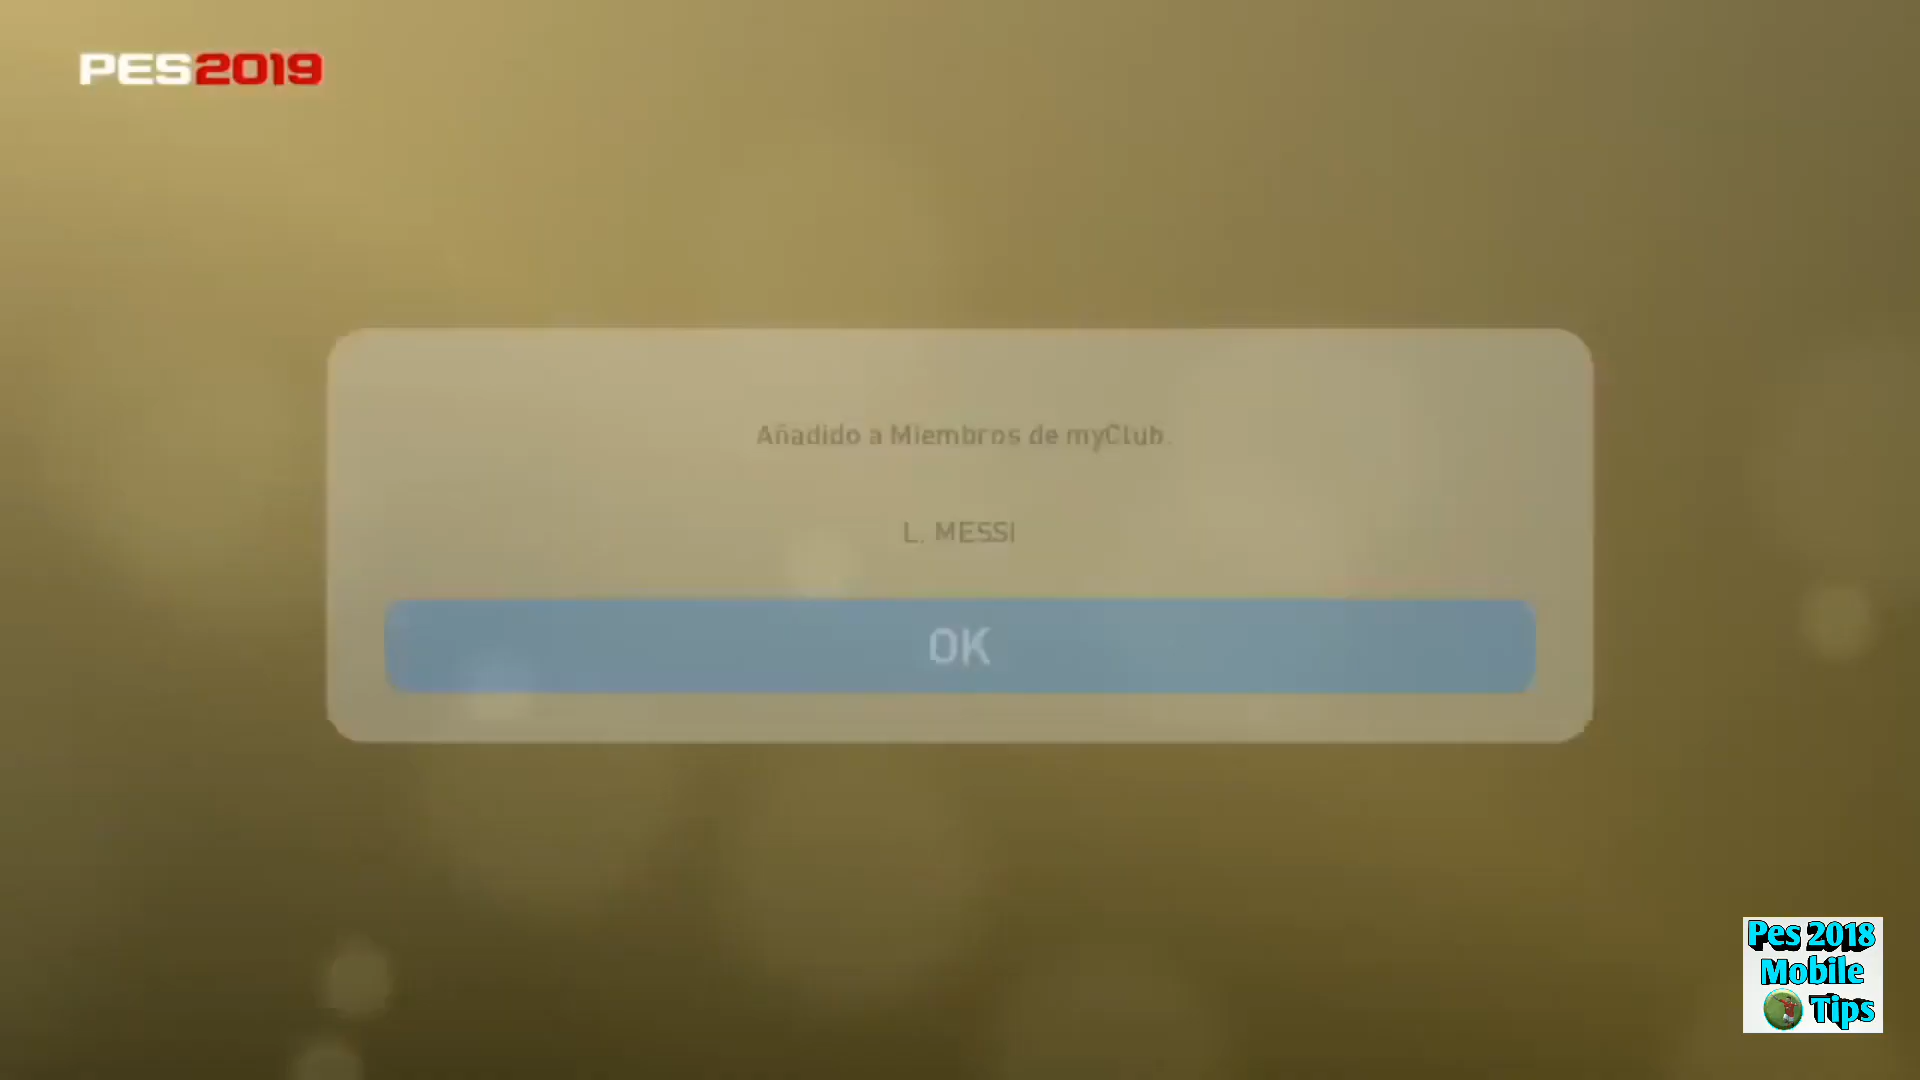 PES2019
Añadido a Miembros de myClub.
L. MESSI
OK
Pes 2018
Mobile
Tips